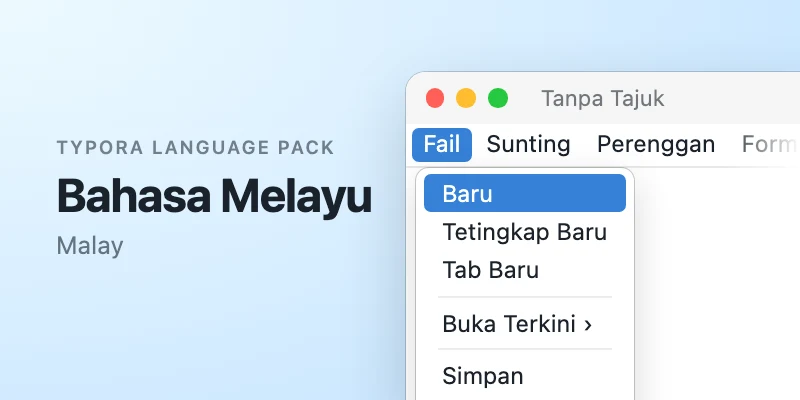 TYPORA LANGUAGE PACK
Bahasa Melayu
Malay
Tanpa Tajuk
Fail Sunting Perenggan Form
Baru
Tetingkap Baru
Tab Baru
Buka Terkini ›
Simpan